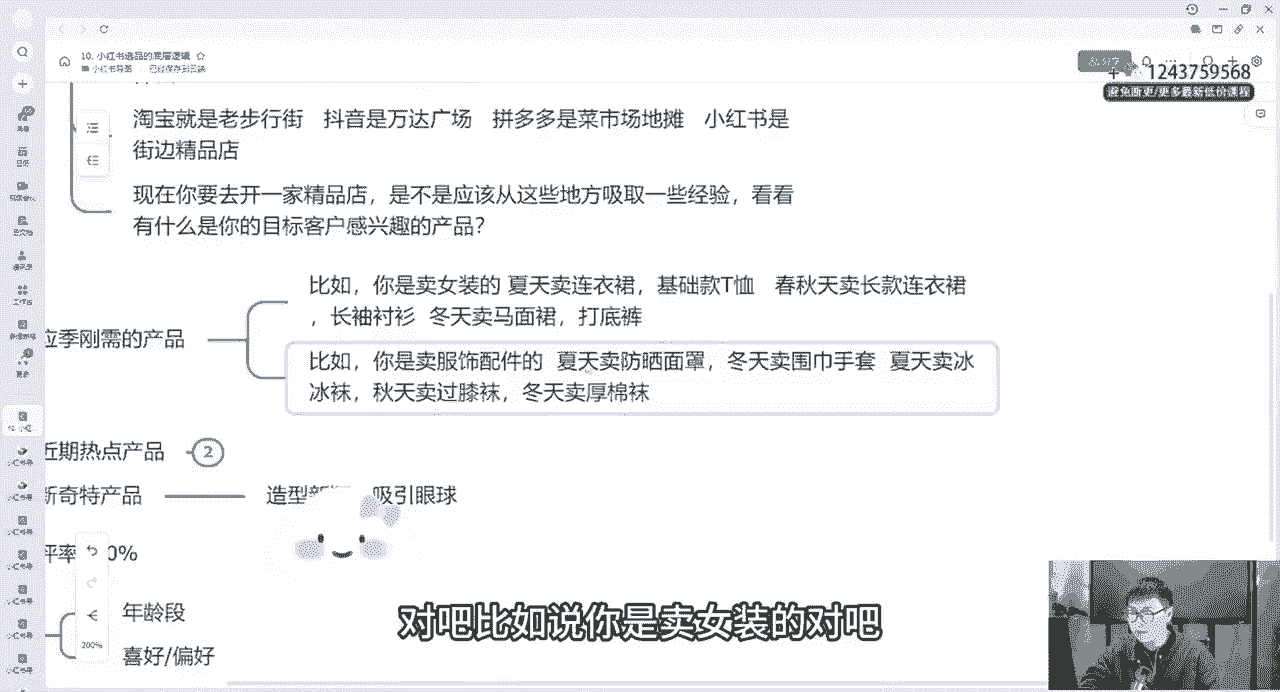 10. 小红书选品的底层逻辑
小红书导图 已经保存到云端
1243759568
避免断更/更多最新低价课程
淘宝就是老步行街 抖音是万达广场 拼多多是菜市场地摊 小红书是
街边精品店
现在你要去开一家精品店，是不是应该从这些地方吸取一些经验，看看
有什么是你的目标客户感兴趣的产品？
比如，你是卖女装的 夏天卖连衣裙，基础款T恤 春秋天卖长款连衣裙
，长袖衬衫 冬天卖马面裙，打底裤
应季刚需的产品
比如，你是卖服饰配件的 夏天卖防晒面罩，冬天卖围巾手套 夏天卖冰
冰袜，秋天卖过膝袜，冬天卖厚棉袜
近期热点产品 2
新奇特产品 造型 吸引眼球
评率 0%
年龄段
200%
喜好/偏好
对吧比如说你是卖女装的对吧